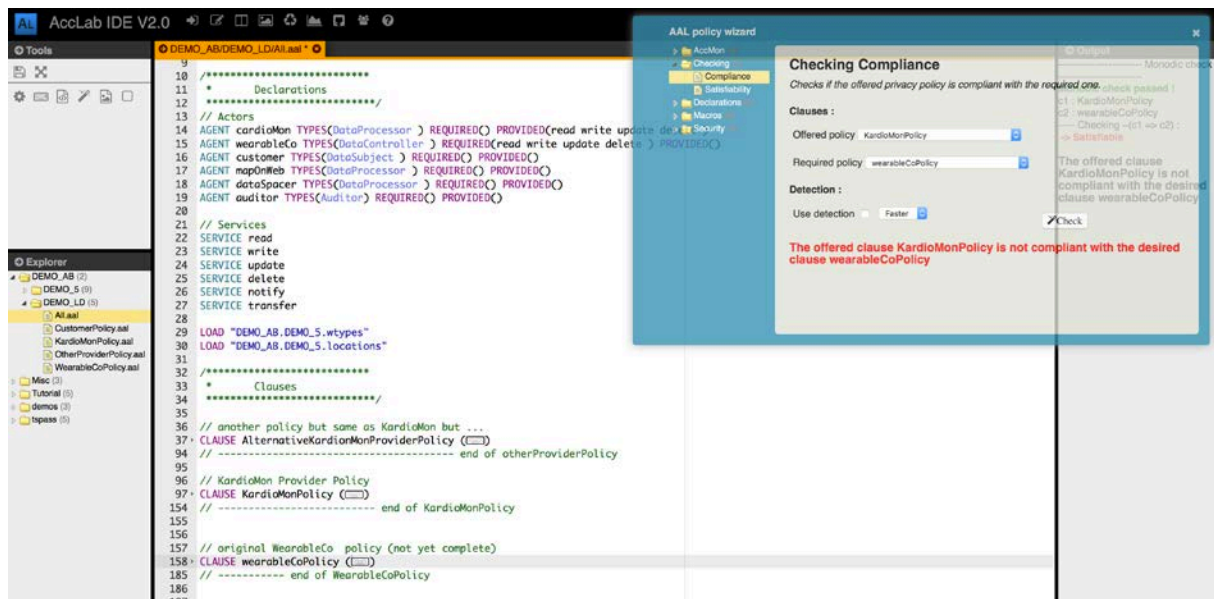 AL AccLab IDE V2.0
Tools
Explorer
DEMO_AB (2)
DEMO_5 (9)
DEMO_LD (5)
All.aal
CustomerPolicy.aal
KardioMonPolicy.aal
OtherProviderPolicy.aal
WearableCoPolicy.aal
Misc (3)
Tutorial (5)
demos (3)
tspass (5)
DEMO_AB/DEMO_LD/All.aal *
9
10 /****************************
11 * Declarations
12 *****************************/
13 // Actors
14 AGENT cardioMon TYPES(DataProcessor ) REQUIRED() PROVIDED(read write update de
15 AGENT wearableCo TYPES(DataController ) REQUIRED(read write update delete ) PROVIDED()
16 AGENT customer TYPES(DataSubject ) REQUIRED() PROVIDED()
17 AGENT mapOnWeb TYPES(DataProcessor ) REQUIRED() PROVIDED()
18 AGENT dataSpacer TYPES(DataProcessor ) REQUIRED() PROVIDED()
19 AGENT auditor TYPES(Auditor) REQUIRED() PROVIDED()
20
21 // Services
22 SERVICE read
23 SERVICE write
24 SERVICE update
25 SERVICE delete
26 SERVICE notify
27 SERVICE transfer
28
29 LOAD "DEMO_AB.DEMO_5.wtypes"
30 LOAD "DEMO_AB.DEMO_5.locations"
31
32 /****************************
33 * Clauses
34 *****************************/
35
36 // another policy but same as KardioMon but ...
37 CLAUSE AlternativeKardionMonProviderPolicy ()
94 // -------------------------------------- end of otherProviderPolicy
95
96 // KardioMon Provider Policy
97 CLAUSE KardioMonPolicy ()
154 // ------------------------- end of KardioMonPolicy
155
156
157 // original WearableCo policy (not yet complete)
158 CLAUSE wearableCoPolicy ()
185 // ----------- end of WearableCoPolicy
186
AAL policy wizard
AccMon
Checking
Compliance
Satisfiability
Declarations
Macros
Security
Checking Compliance
Checks if the offered privacy policy is compliant with the required one.
Clauses :
Offered policy KardioMonPolicy
Required policy wearableCoPolicy
Detection :
Use detection Faster
Check
The offered clause KardioMonPolicy is not compliant with the desired
clause wearableCoPolicy
Output
---------------------- Monodic check
check passed !
c1 : KardioMonPolicy
c2 : wearableCoPolicy
----- Checking ~(c1 => c2) :
-> Satisfiable
The offered clause
KardioMonPolicy is not
compliant with the desired
clause wearableCoPolicy